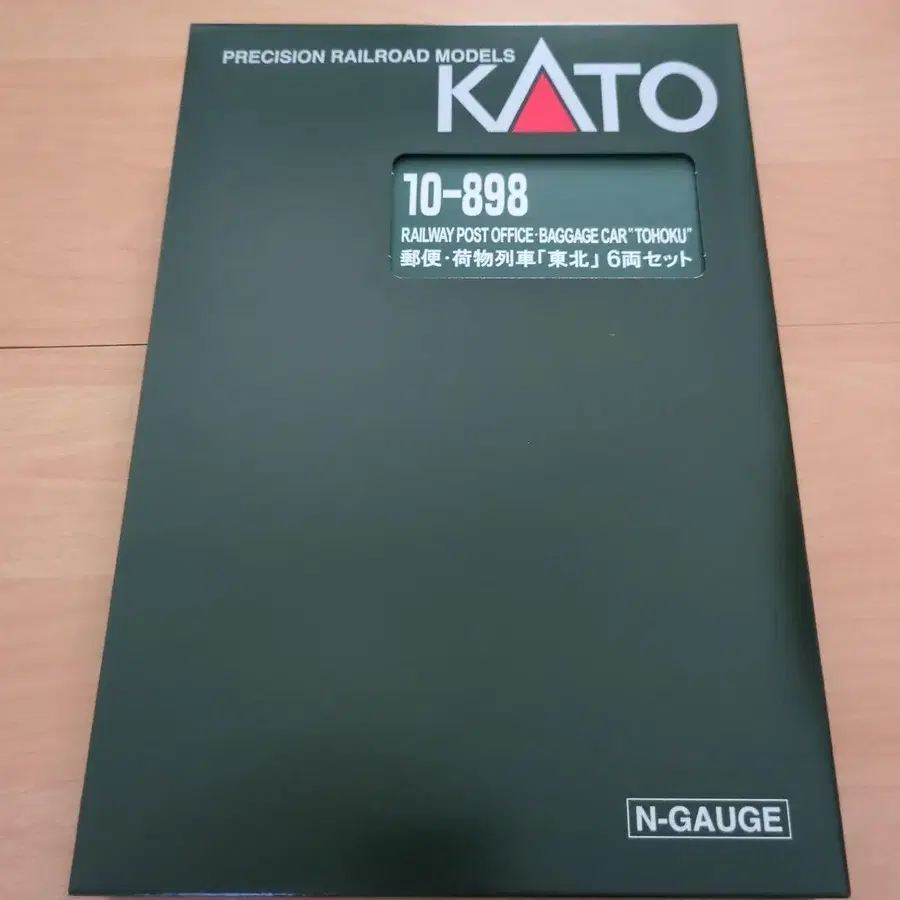 PRECISION RAILROAD MODELS
KATO
10-898
RAILWAY POST OFFICE·BAGGAGE CAR "TOHOKU"
郵便·荷物列車「東北」6両セット
N-GAUGE